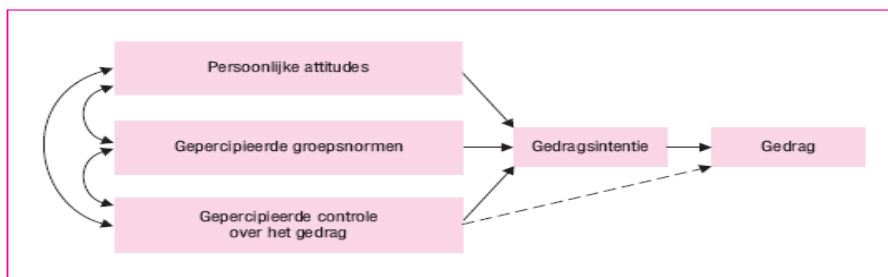 Persoonlijke attitudes
Gepercipieerde groepsnormen
Gedragsintentie
Gedrag
Gepercipieerde controle
over het gedrag